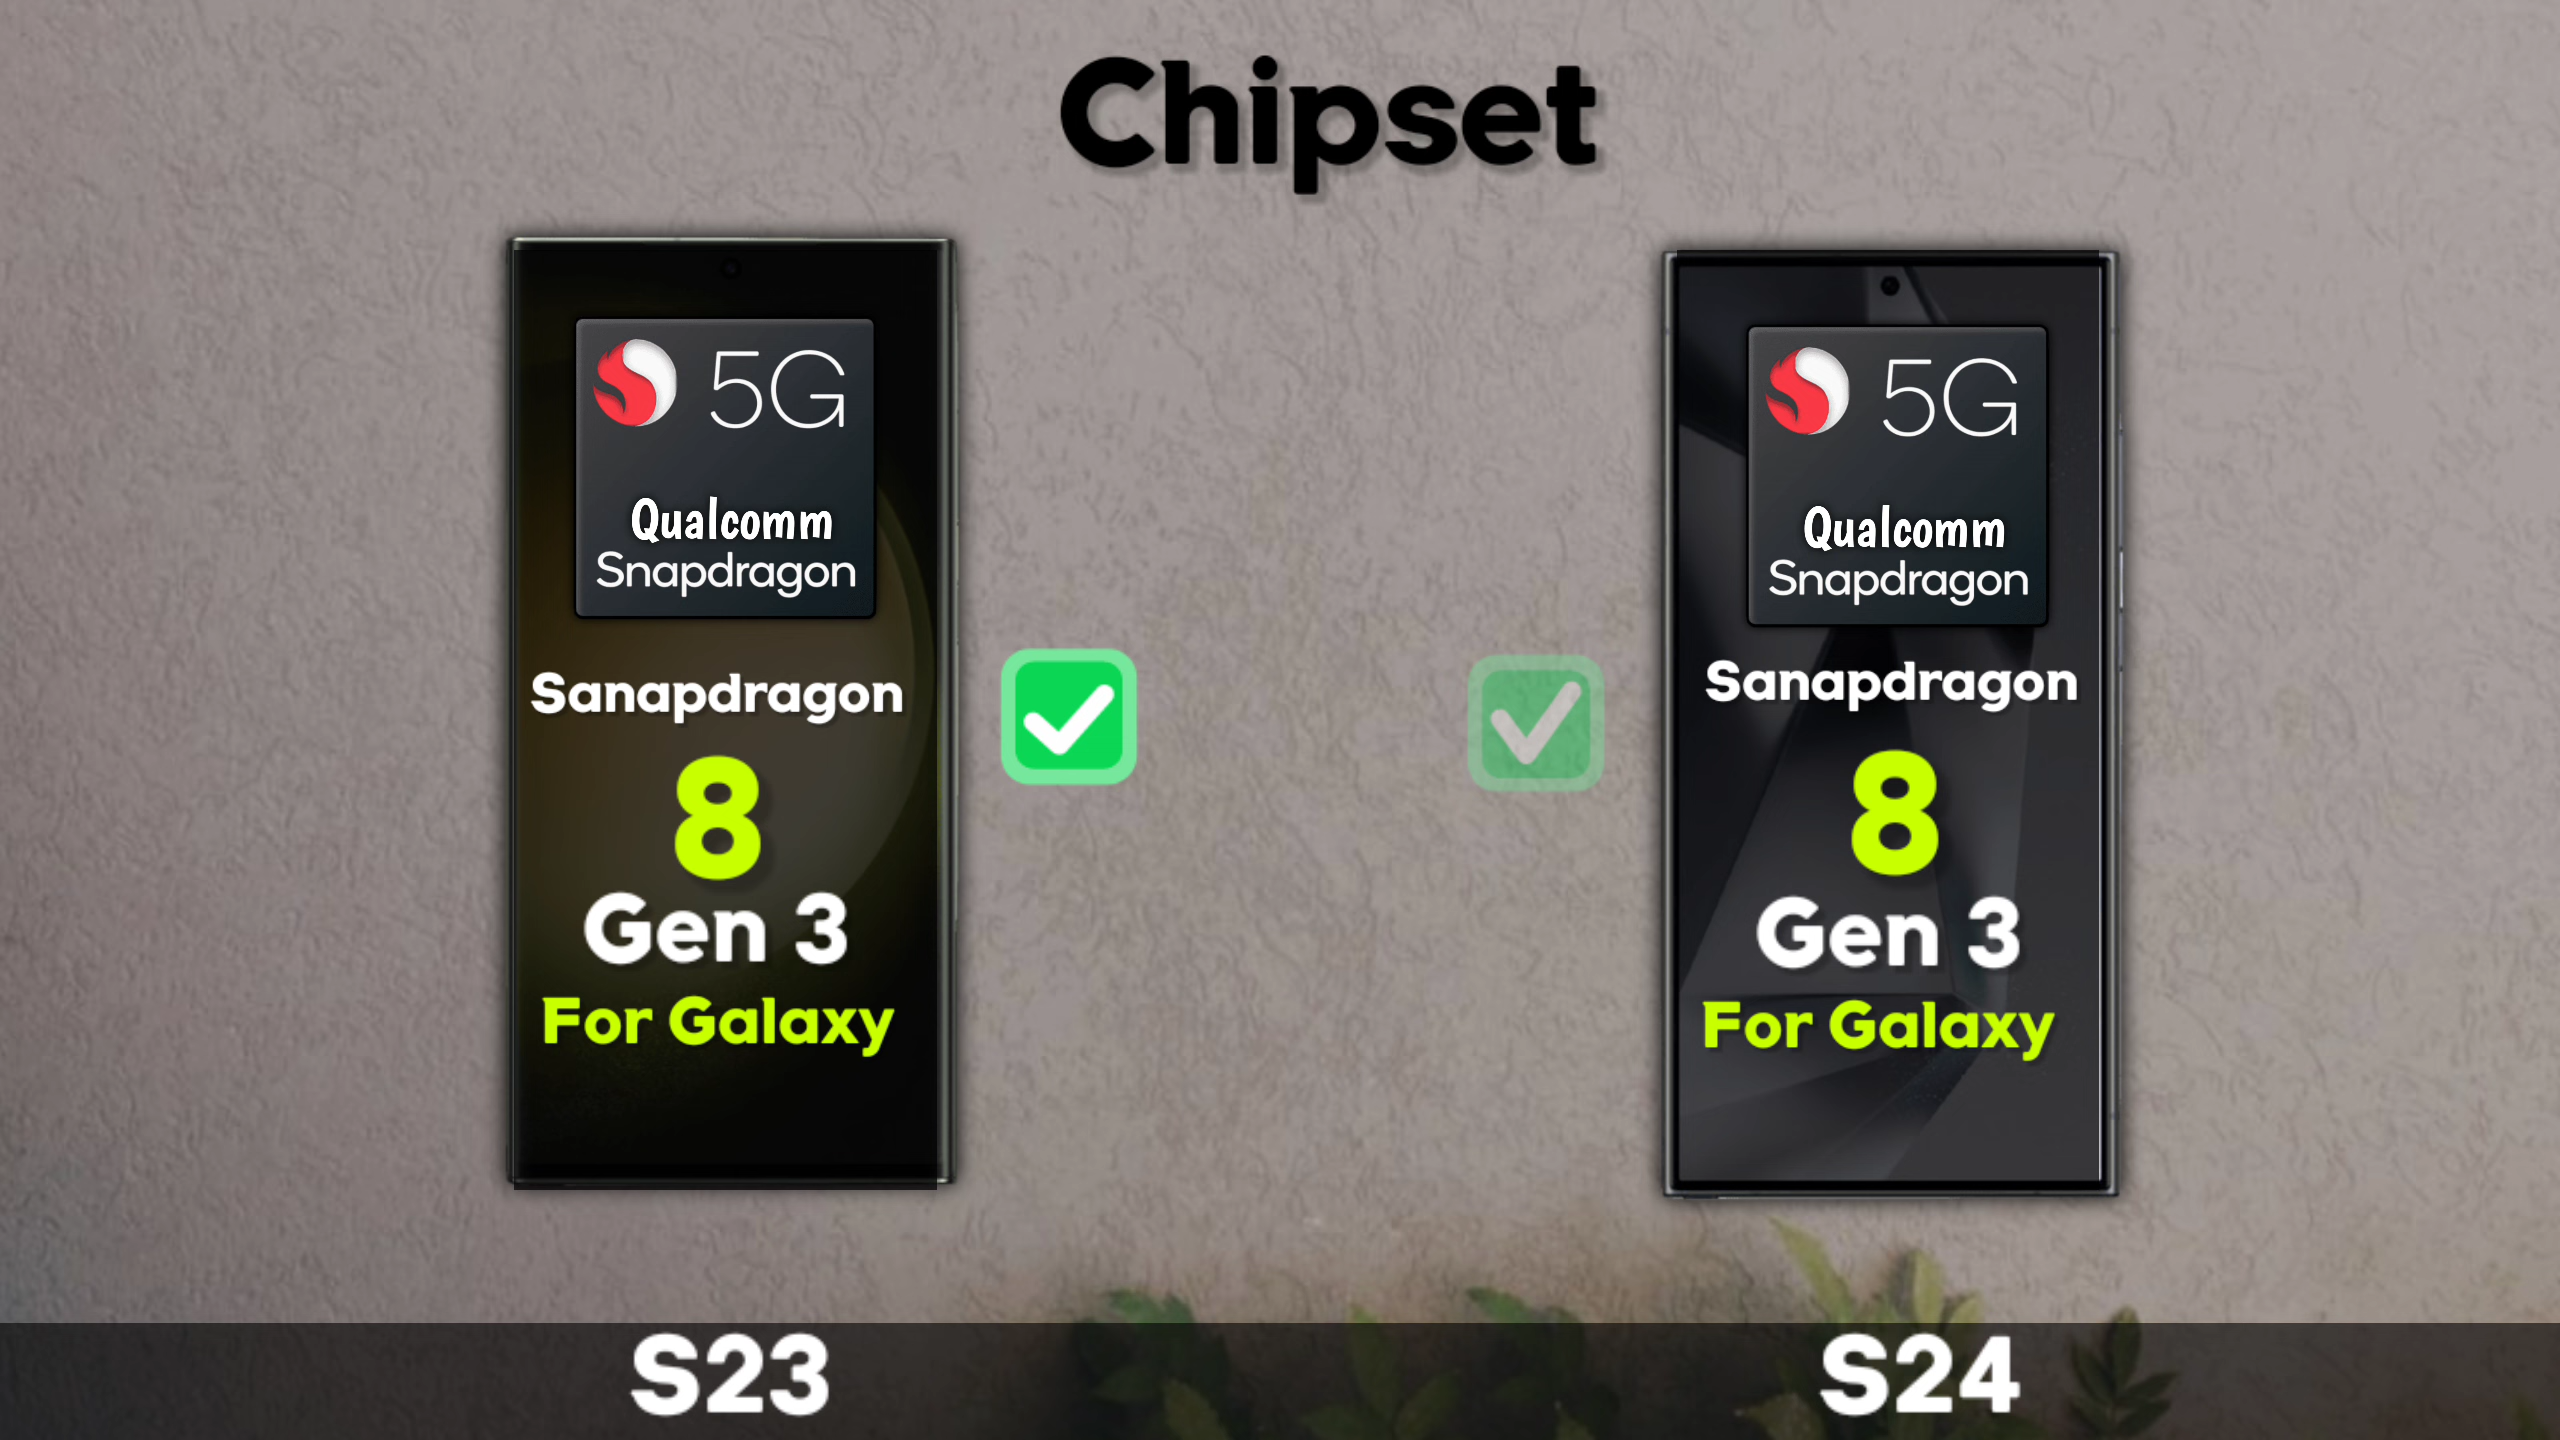 Chipset
5G
Qualcomm
Snapdragon
Sanapdragon
8
Gen 3
For Galaxy
S23
5G
Qualcomm
Snapdragon
Sanapdragon
8
Gen 3
For Galaxy
S24